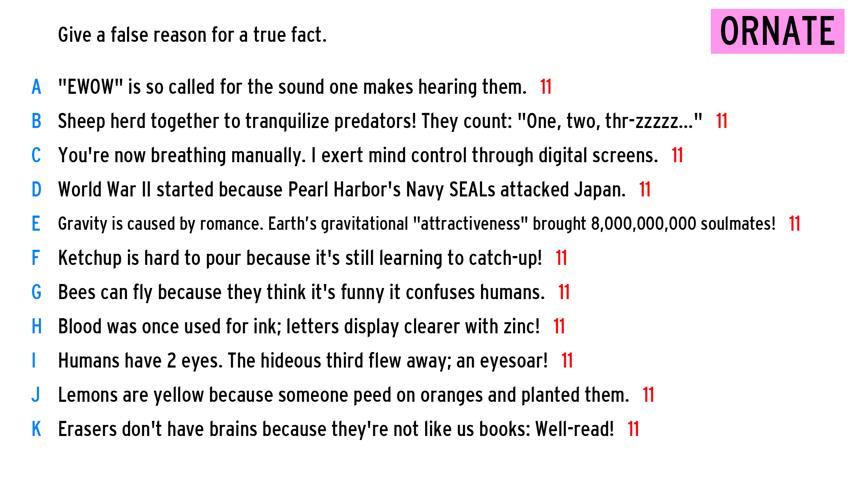 Give a false reason for a true fact.
ORNATE
A "EWOW" is so called for the sound one makes hearing them. 11
B Sheep herd together to tranquilize predators! They count: "One, two, thr-zzzzz..." 11
C You're now breathing manually. I exert mind control through digital screens. 11
D World War II started because Pearl Harbor's Navy SEALs attacked Japan. 11
E Gravity is caused by romance. Earth's gravitational "attractiveness" brought 8,000,000,000 soulmates! 11
F Ketchup is hard to pour because it's still learning to catch-up! 11
G Bees can fly because they think it's funny it confuses humans. 11
H Blood was once used for ink; letters display clearer with zinc! 11
I Humans have 2 eyes. The hideous third flew away; an eyesoar! 11
J Lemons are yellow because someone peed on oranges and planted them. 11
K Erasers don't have brains because they're not like us books: Well-read! 11